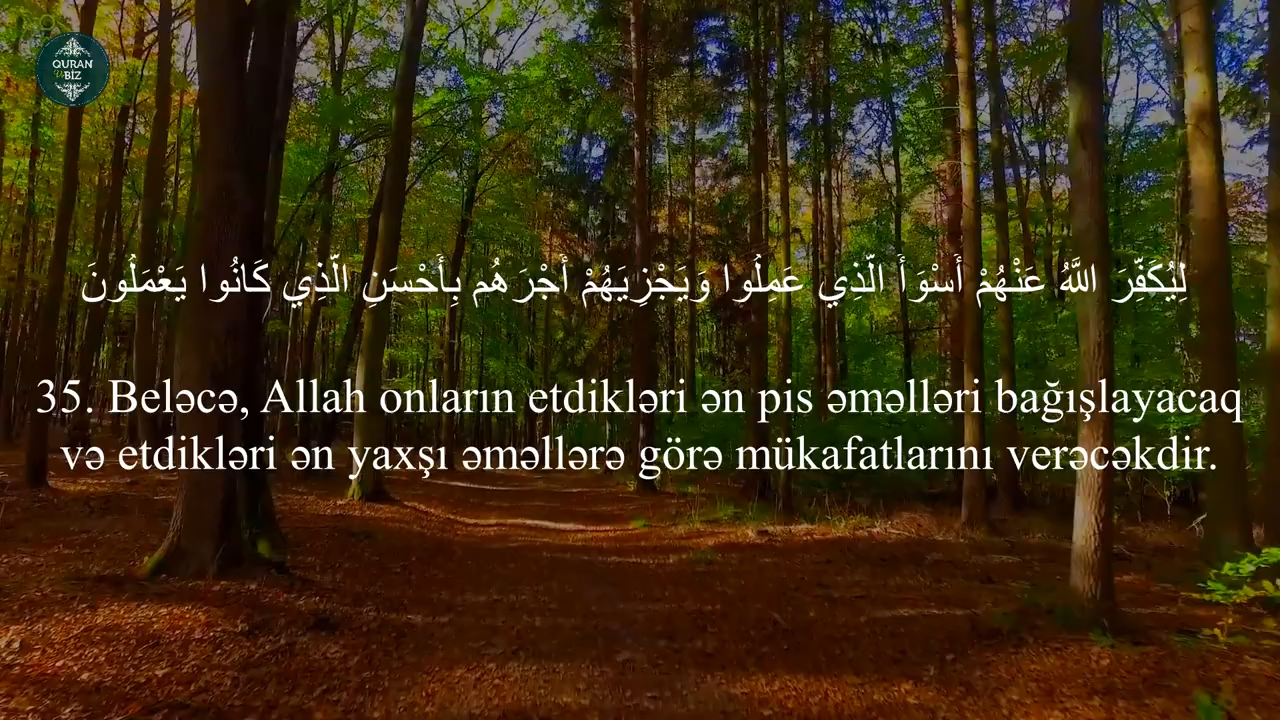 QURAN
Və
BİZ
لِيُكَفِّرَ اللَّهُ عَنْهُمْ أَسْوَأَ الَّذِي عَمِلُوا وَيَجْزِيَهُمْ أَجْرَهُم بِأَحْسَنِ الَّذِي كَانُوا يَعْمَلُونَ
35. Beləcə, Allah onların etdikləri ən pis əməlləri bağışlayacaq
və etdikləri ən yaxşı əməllərə görə mükafatlarını verəcəkdir.